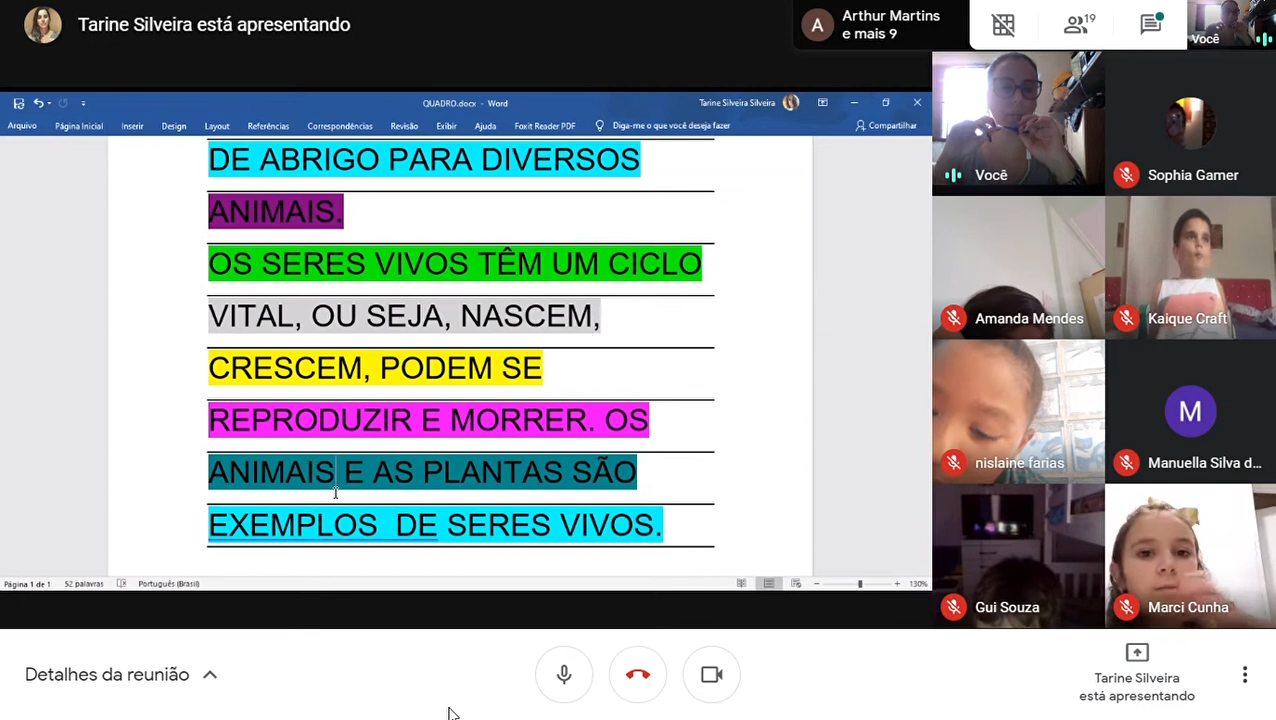 Tarine Silveira está apresentando
A
Arthur Martins
e mais 9
19
Você
QUADRO.docx - Word
Tarine Silveira Silveira
Arquivo
Página Inicial
Inserir
Design
Layout
Referências
Correspondências
Revisão
Exibir
Ajuda
Foxit Reader PDF
Diga-me o que você deseja fazer
Compartilhar
DE ABRIGO PARA DIVERSOS
ANIMAIS.
OS SERES VIVOS TÊM UM CICLO
VITAL, OU SEJA, NASCEM,
CRESCEM, PODEM SE
REPRODUZIR E MORRER. OS
ANIMAIS E AS PLANTAS SÃO
EXEMPLOS  DE SERES VIVOS.
Página 1 de 1
52 palavras
Português (Brasil)
130%
Você
Sophia Gamer
Amanda Mendes
Kaique Craft
nislaine farias
M
Manuella Silva d...
Gui Souza
Marci Cunha
Detalhes da reunião
Tarine Silveira
está apresentando